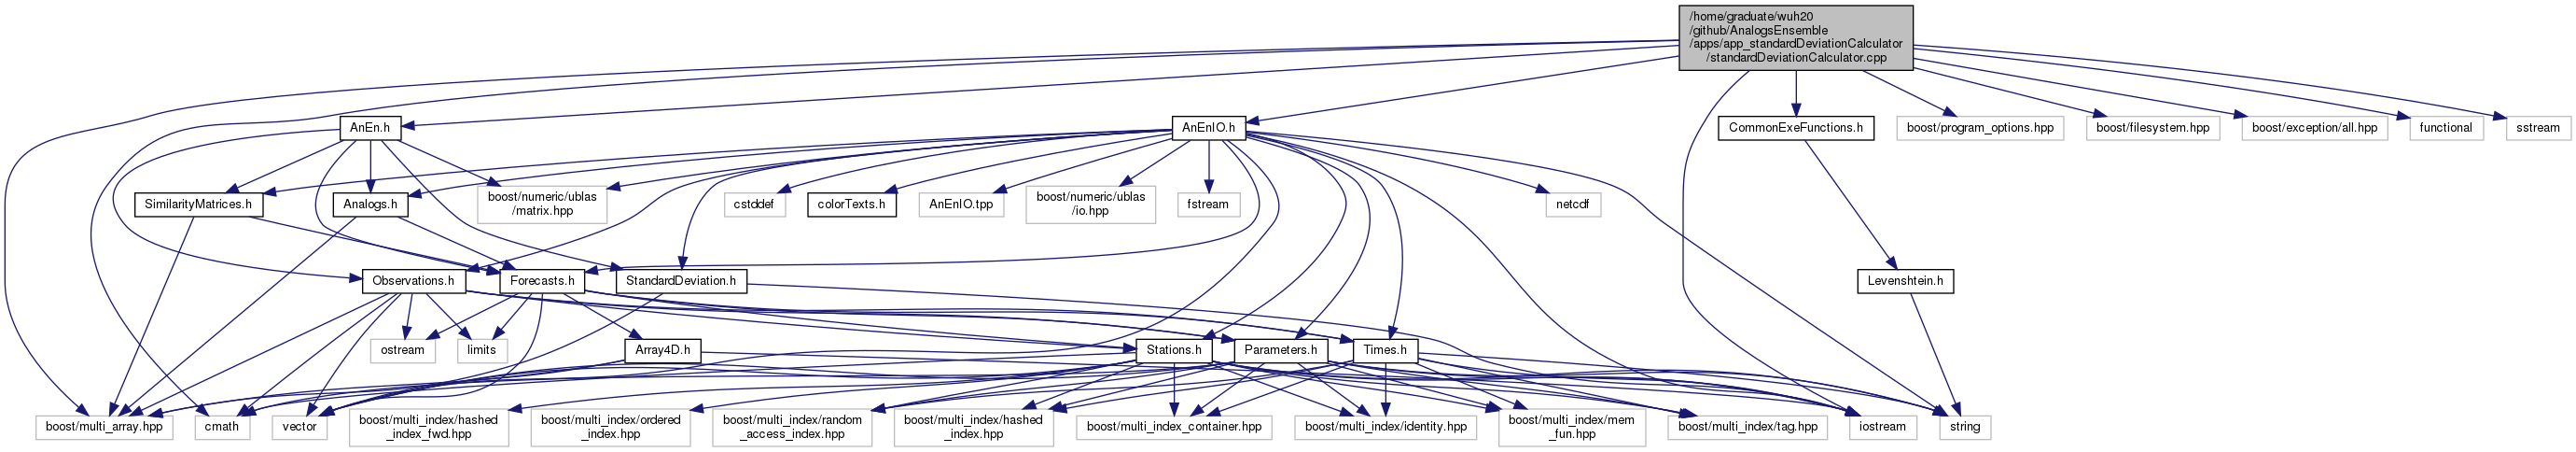 /home/graduate/wuh20
/github/AnalogsEnsemble
/apps/app_standardDeviationCalculator
/standardDeviationCalculator.cpp
AnEn.h
AnEnIO.h
CommonExeFunctions.h
boost/program_options.hpp
boost/filesystem.hpp
boost/exception/all.hpp
functional
sstream
SimilarityMatrices.h
Analogs.h
boost/numeric/ublas
/matrix.hpp
cstddef
colorTexts.h
AnEnIO.tpp
boost/numeric/ublas
/io.hpp
fstream
netcdf
Observations.h
Forecasts.h
StandardDeviation.h
Levenshtein.h
ostream
limits
Array4D.h
Stations.h
Parameters.h
Times.h
boost/multi_array.hpp
cmath
vector
boost/multi_index/hashed
_index_fwd.hpp
boost/multi_index/ordered
_index.hpp
boost/multi_index/random
_access_index.hpp
boost/multi_index/hashed
_index.hpp
boost/multi_index_container.hpp
boost/multi_index/identity.hpp
boost/multi_index/mem
_fun.hpp
boost/multi_index/tag.hpp
iostream
string